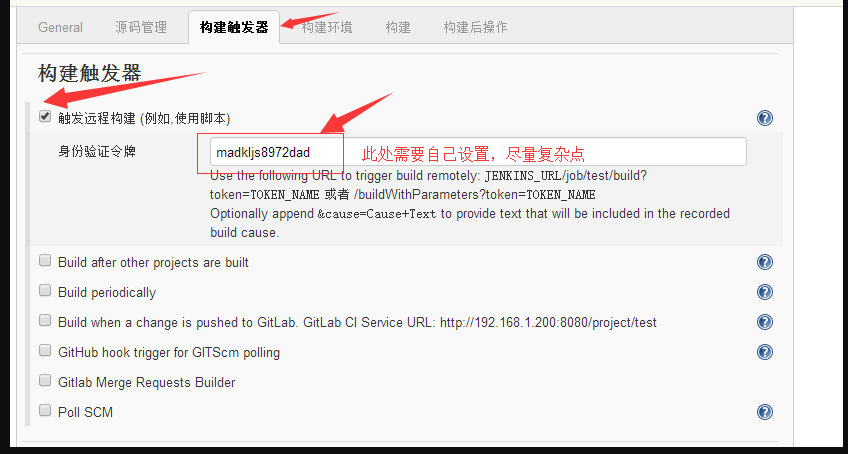 General 源码管理 构建触发器 构建环境 构建 构建后操作
构建触发器
触发远程构建 (例如,使用脚本)
身份验证令牌 madkljs8972dad 此处需要自己设置，尽量复杂点
Use the following URL to trigger build remotely: JENKINS_URL/job/test/build?
token=TOKEN_NAME 或者 /buildWithParameters?token=TOKEN_NAME
Optionally append &cause=Cause+Text to provide text that will be included in the recorded
build cause.
Build after other projects are built
Build periodically
Build when a change is pushed to GitLab. GitLab CI Service URL: http://192.168.1.200:8080/project/test
GitHub hook trigger for GITScm polling
Gitlab Merge Requests Builder
Poll SCM